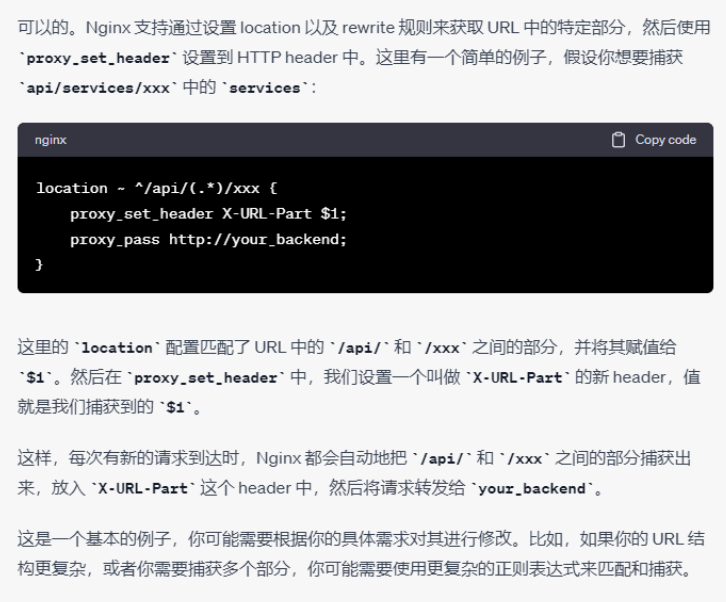 可以的。Nginx 支持通过设置 location 以及 rewrite 规则来获取 URL 中的特定部分，然后使用
`proxy_set_header` 设置到 HTTP header 中。这里有一个简单的例子，假设你想要捕获
`api/services/xxx` 中的 `services`：
nginx Copy code
location ~ ^/api/(.*)/xxx {
    proxy_set_header X-URL-Part $1;
    proxy_pass http://your_backend;
}
这里的 `location` 配置匹配了 URL 中的 `/api/` 和 `/xxx` 之间的部分，并将其赋值给
`$1`。然后在 `proxy_set_header` 中，我们设置一个叫做 `X-URL-Part` 的新 header，值
就是我们捕获到的 `$1`。
这样，每次有新的请求到达时，Nginx 都会自动地把 `/api/` 和 `/xxx` 之间的部分捕获出
来，放入 `X-URL-Part` 这个 header 中，然后将请求转发给 `your_backend`。
这是一个基本的例子，你可能需要根据你的具体需求对其进行修改。比如，如果你的 URL 结
构更复杂，或者你需要捕获多个部分，你可能需要使用更复杂的正则表达式来匹配和捕获。